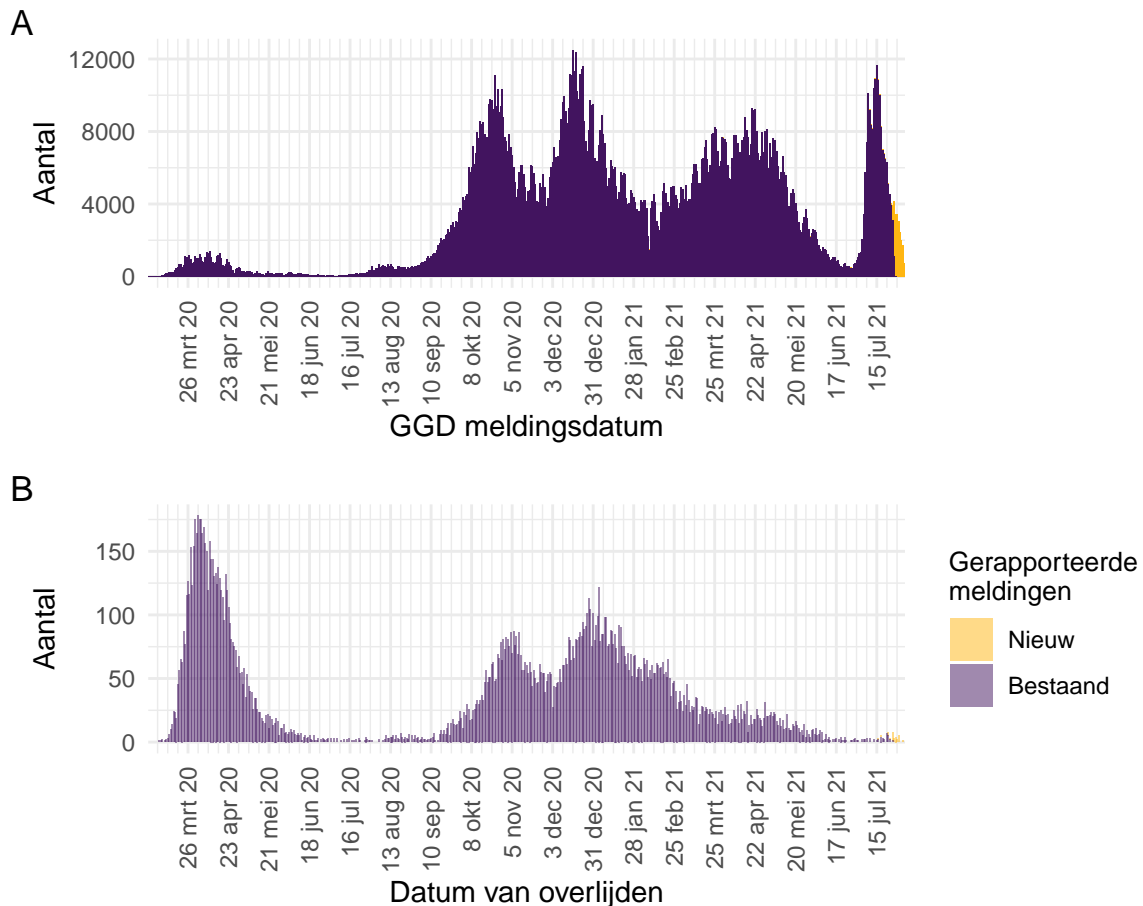 A
Aantal
12000
8000
4000
0
26 mrt 20
23 apr 20
21 mei 20
18 jun 20
16 jul 20
13 aug 20
10 sep 20
8 okt 20
5 nov 20
3 dec 20
31 dec 20
28 jan 21
25 feb 21
25 mrt 21
22 apr 21
20 mei 21
17 jun 21
15 jul 21
GGD meldingsdatum
B
Aantal
150
100
50
0
26 mrt 20
23 apr 20
21 mei 20
18 jun 20
16 jul 20
13 aug 20
10 sep 20
8 okt 20
5 nov 20
3 dec 20
31 dec 20
28 jan 21
25 feb 21
25 mrt 21
22 apr 21
20 mei 21
17 jun 21
15 jul 21
Datum van overlijden
Gerapporteerde
meldingen
Nieuw
Bestaand